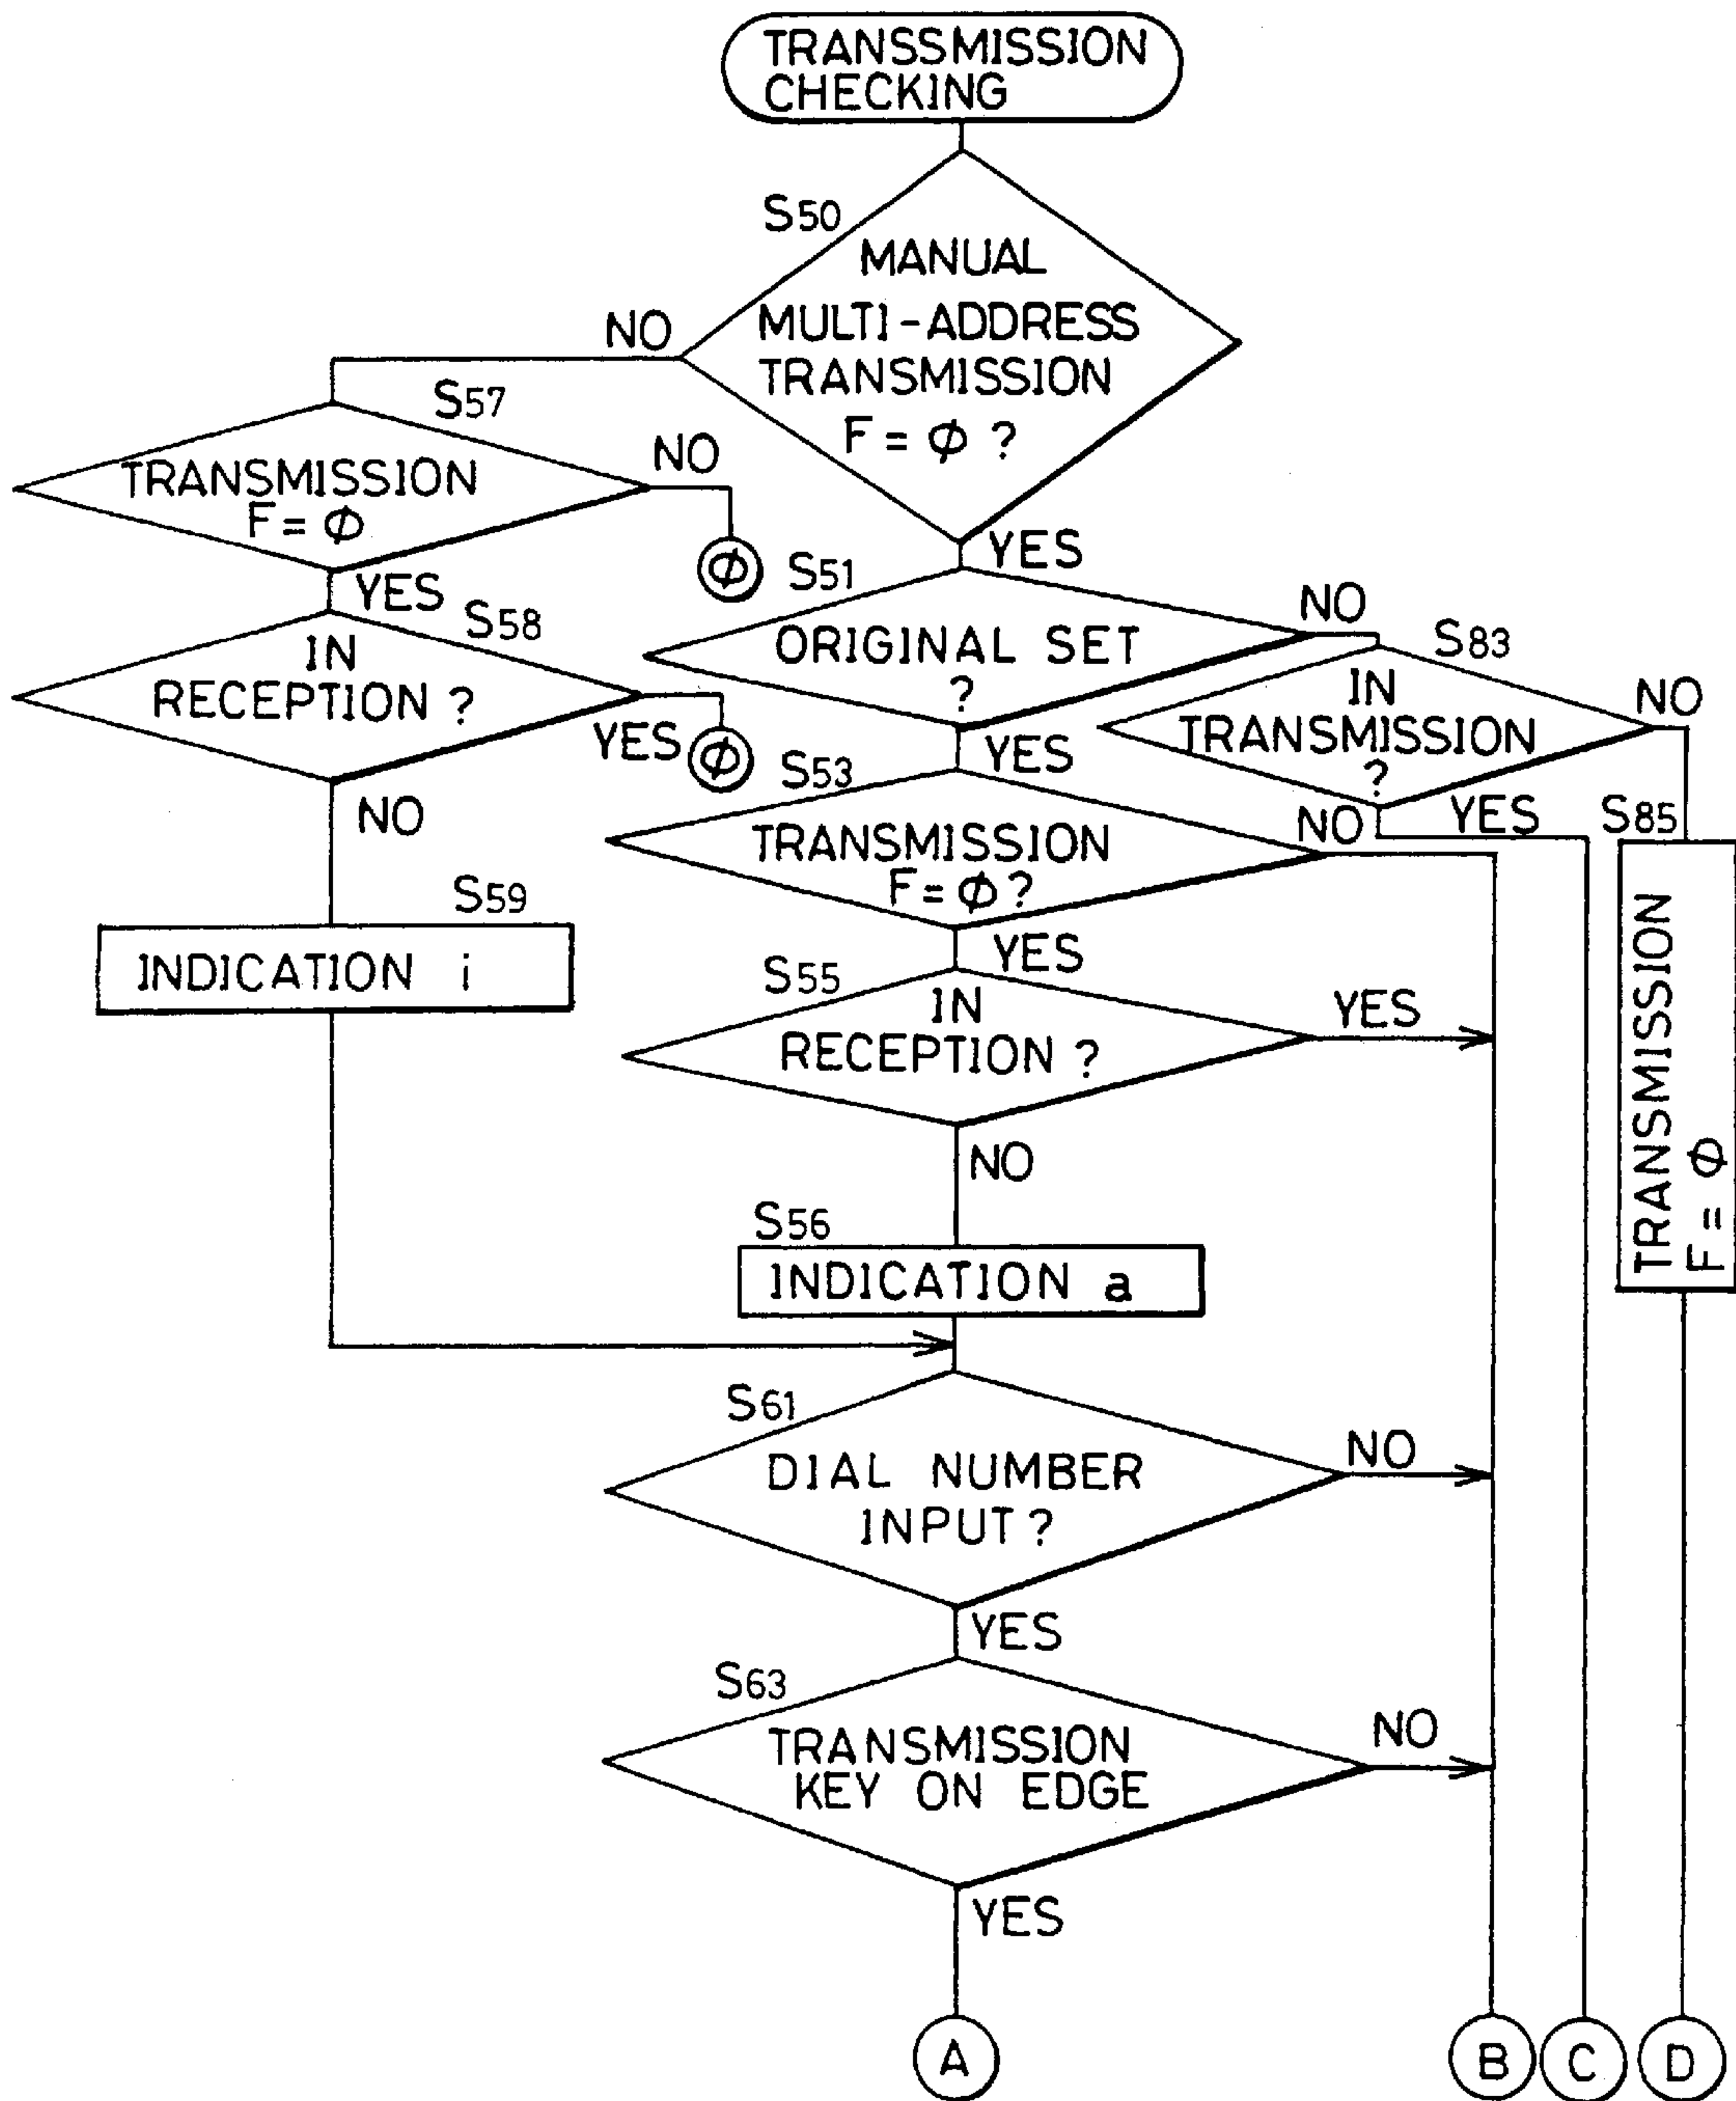 TRANSSMISSION
CHECKING
S50
MANUAL
MULTI-ADDRESS
TRANSMISSION
F = φ ?
NO
YES
S57
TRANSMISSION
F = φ
NO
φ
YES
S58
IN
RECEPTION ?
YES
φ
NO
S59
INDICATION i
S51
ORIGINAL SET
?
NO
YES
S83
IN
TRANSMISSION
?
NO
YES
S85
TRANSMISSION
F = φ
S53
TRANSMISSION
F = φ ?
NO
YES
S55
IN
RECEPTION ?
YES
NO
S56
INDICATION a
S61
DIAL NUMBER
INPUT ?
NO
YES
S63
TRANSMISSION
KEY ON EDGE
NO
YES
A
B
C
D